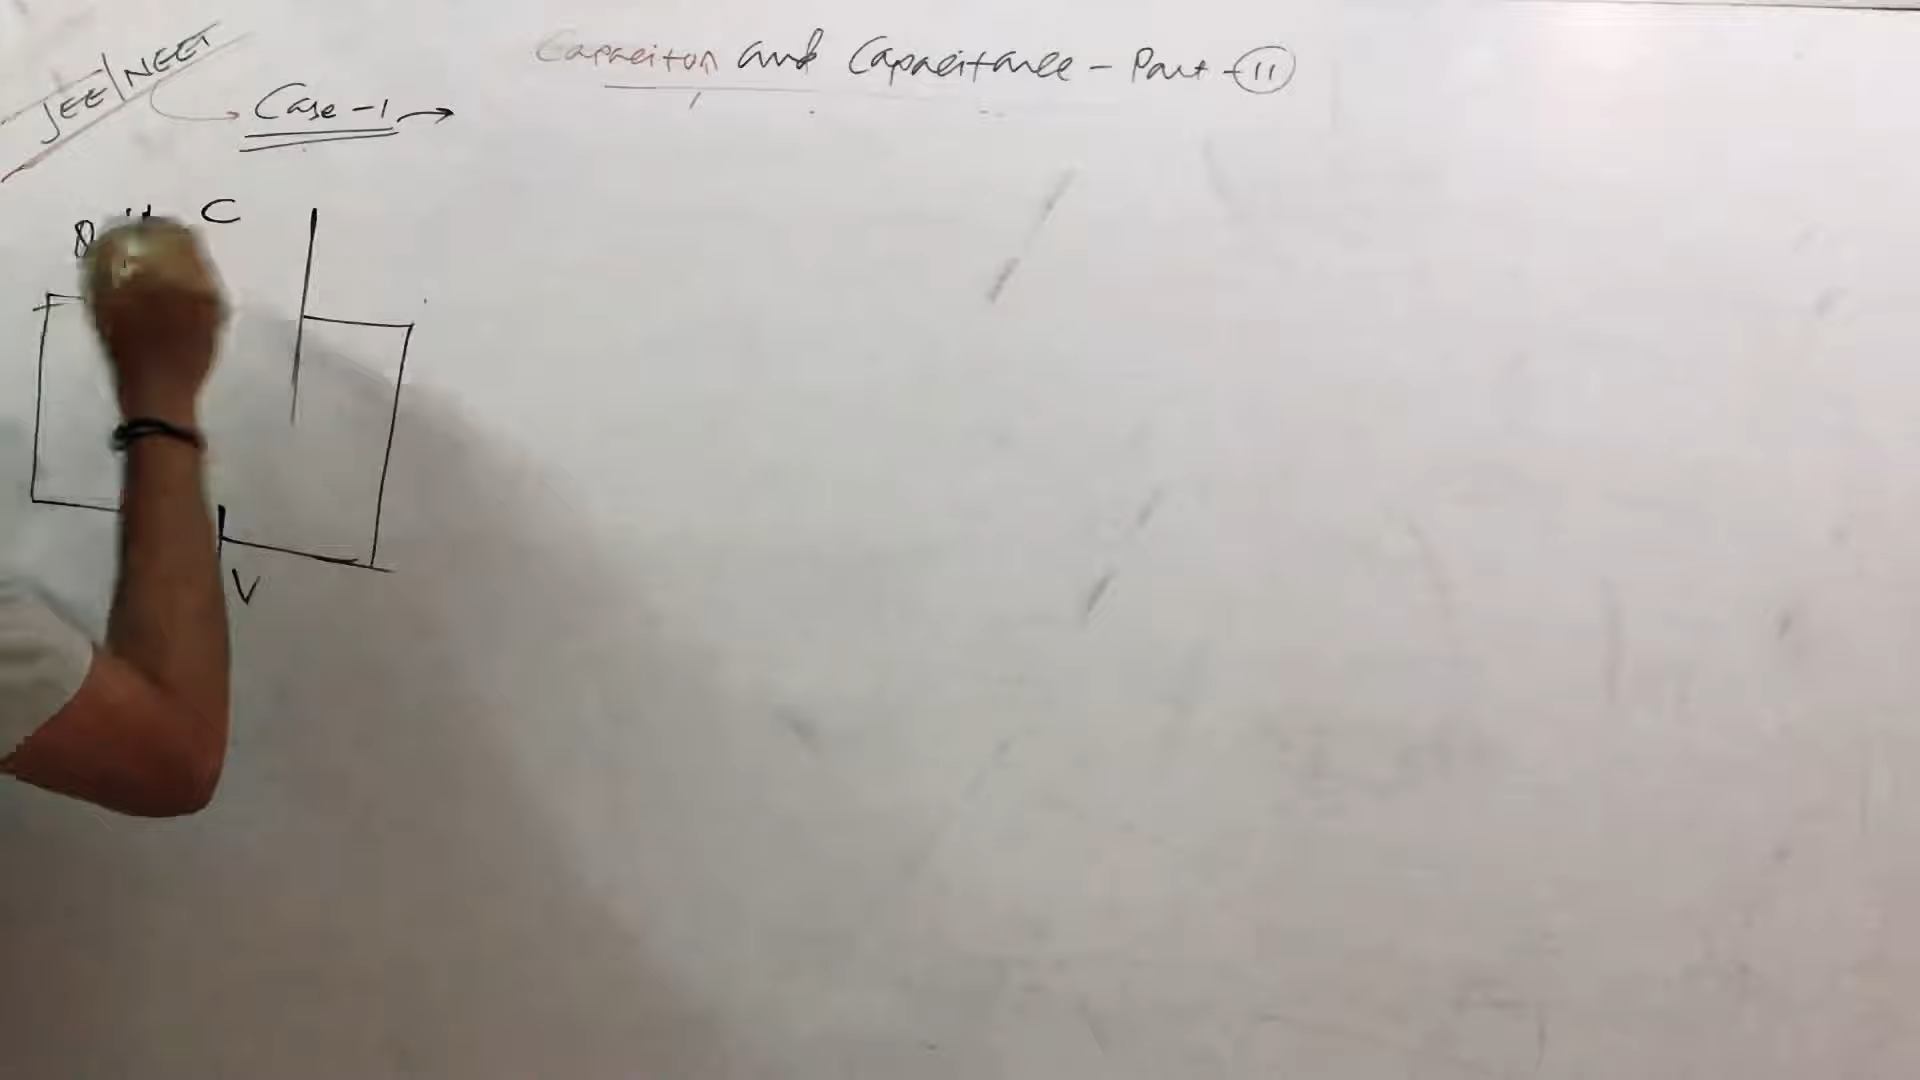 Capacitor and Capacitance - Part - 11
JEE/NEET
Case - 1 →
C
V